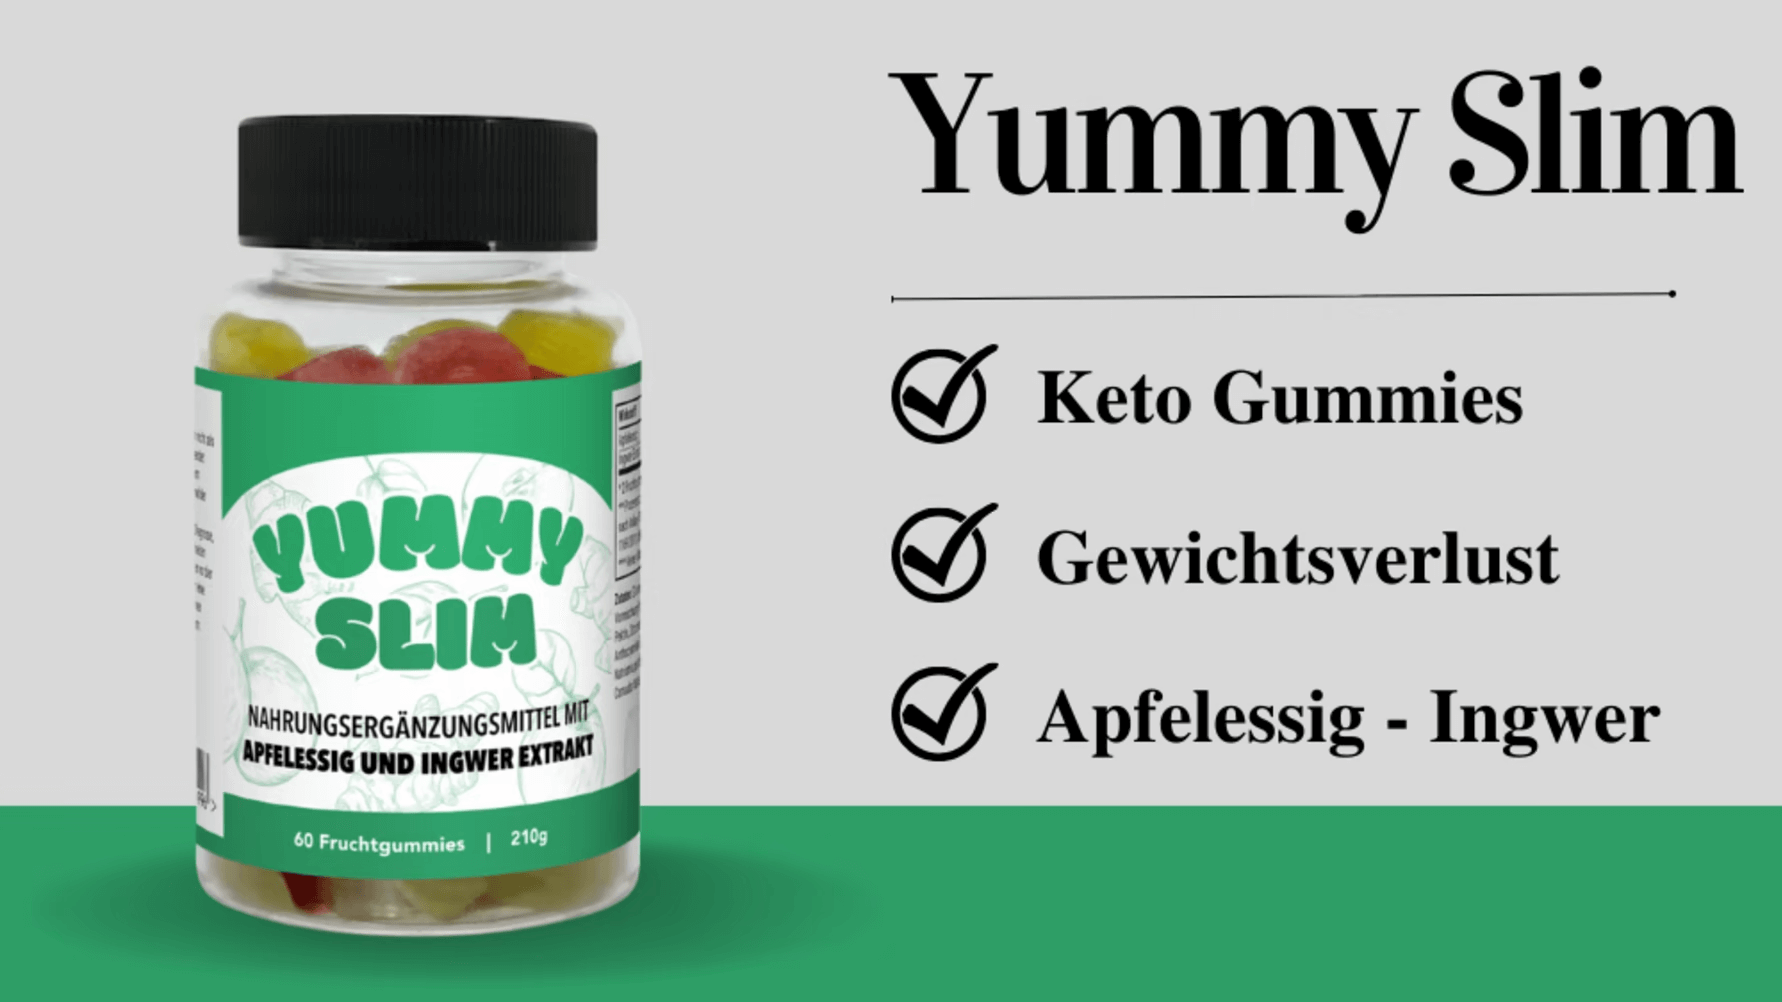 Yummy Slim
Keto Gummies
Gewichtsverlust
Apfelessig - Ingwer
YUMMY
SLIM
NAHRUNGSERGÄNZUNGSMITTEL MIT
APFELESSIG UND INGWER EXTRAKT
60 Fruchtgummies | 210g